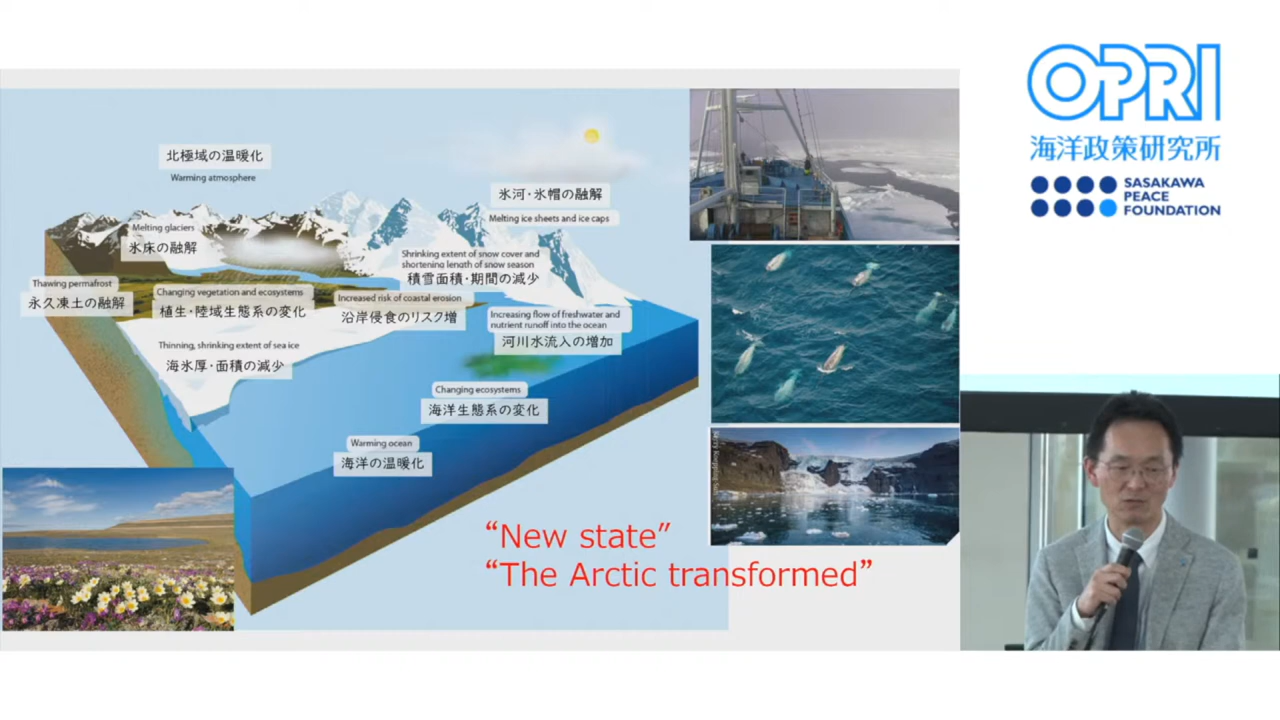 北極域の温暖化
Warming atmosphere
氷河・氷帽の融解
Melting ice sheets and ice caps
Melting glaciers
氷床の融解
Shrinking extent of snow cover and
shortening length of snow season
積雪面積・期間の減少
Thawing permafrost
永久凍土の融解
Changing vegetation and ecosystems
植生・陸域生態系の変化
Increased risk of coastal erosion
沿岸侵食のリスク増
Increasing flow of freshwater and
nutrient runoff into the ocean
河川水流入の増加
Thinning, shrinking extent of sea ice
海氷厚・面積の減少
Changing ecosystems
海洋生態系の変化
Warming ocean
海洋の温暖化
“New state”
“The Arctic transformed”
OPRI
海洋政策研究所
SASAKAWA
PEACE
FOUNDATION